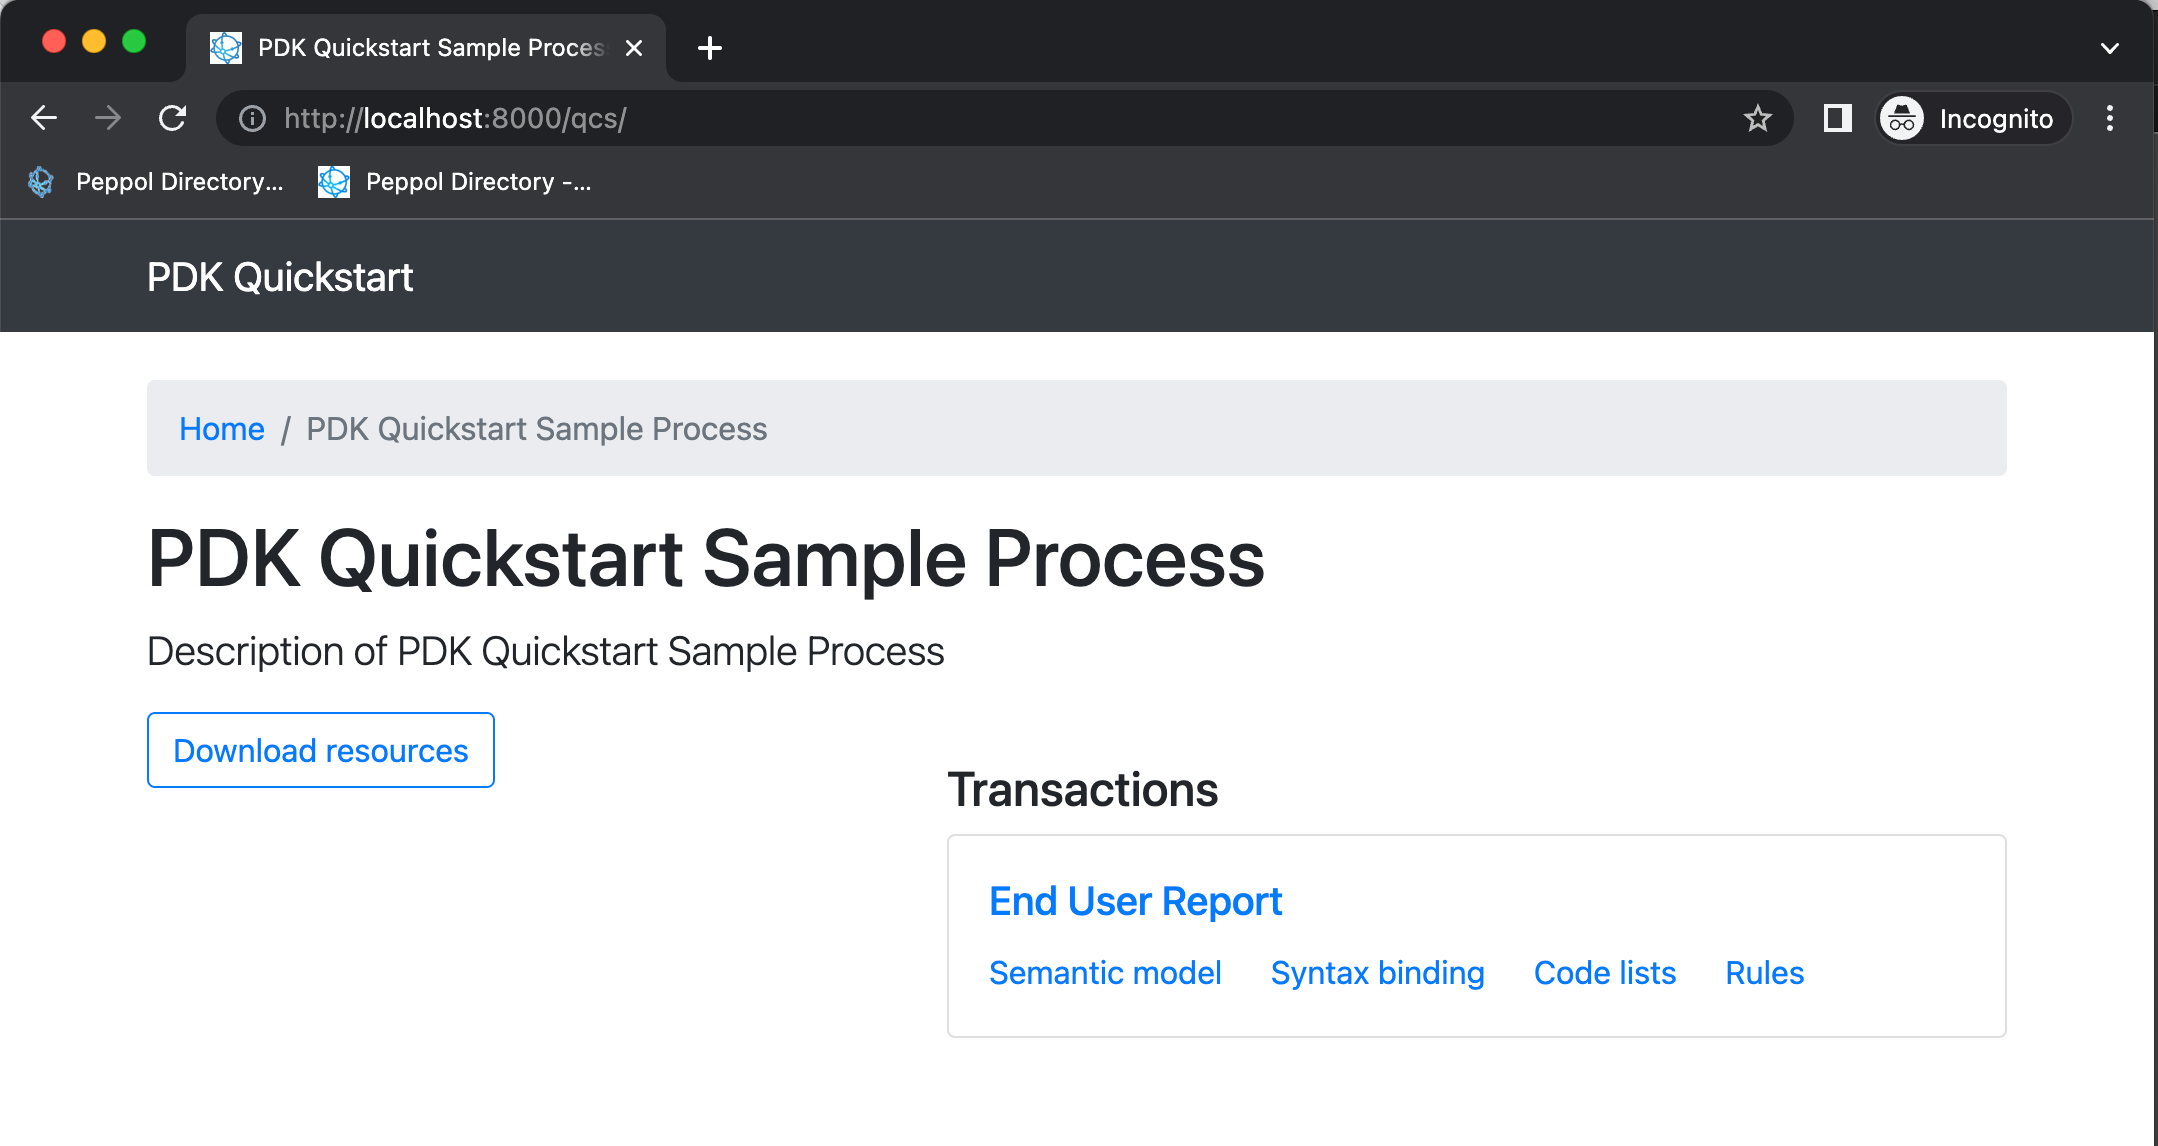 PDK Quickstart Sample Proces
http://localhost:8000/qcs/
Incognito
Peppol Directory...
Peppol Directory -...
PDK Quickstart
Home / PDK Quickstart Sample Process
PDK Quickstart Sample Process
Description of PDK Quickstart Sample Process
Download resources
Transactions
End User Report
Semantic model Syntax binding Code lists Rules